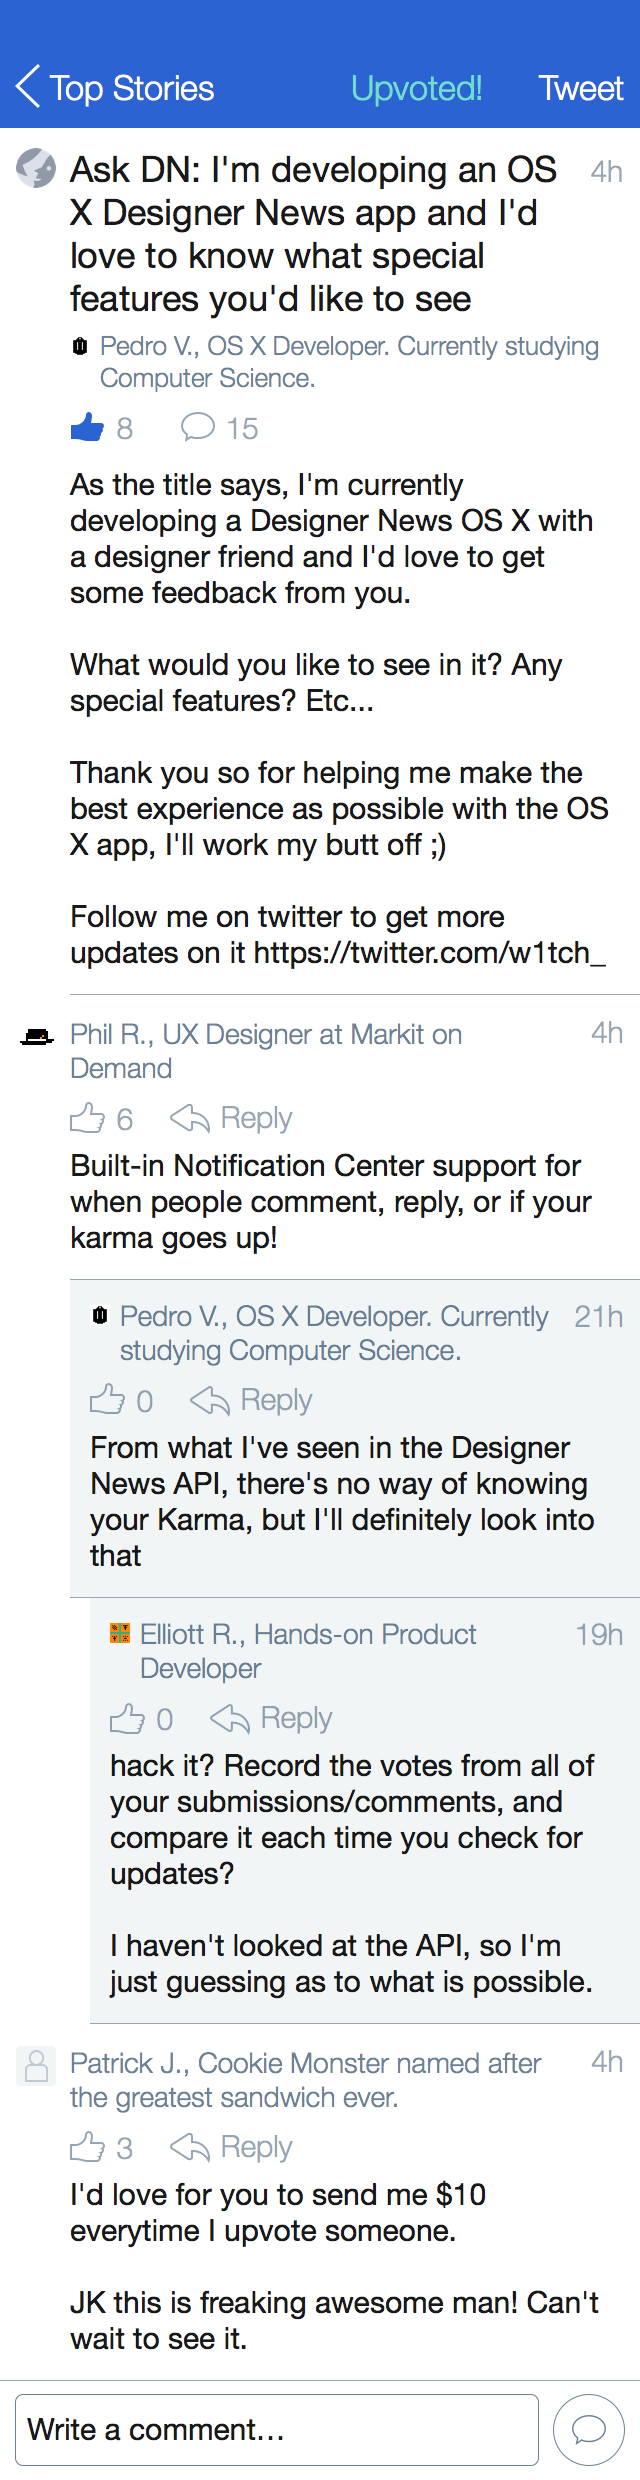 Top Stories Upvoted! Tweet
Ask DN: I'm developing an OS 4h
X Designer News app and I'd
love to know what special
features you'd like to see
Pedro V., OS X Developer. Currently studying
Computer Science.
8 15
As the title says, I'm currently
developing a Designer News OS X with
a designer friend and I'd love to get
some feedback from you.
What would you like to see in it? Any
special features? Etc...
Thank you so for helping me make the
best experience as possible with the OS
X app, I'll work my butt off ;)
Follow me on twitter to get more
updates on it https://twitter.com/w1tch_
Phil R., UX Designer at Markit on 4h
Demand
6 Reply
Built-in Notification Center support for
when people comment, reply, or if your
karma goes up!
Pedro V., OS X Developer. Currently 21h
studying Computer Science.
0 Reply
From what I've seen in the Designer
News API, there's no way of knowing
your Karma, but I'll definitely look into
that
Elliott R., Hands-on Product 19h
Developer
0 Reply
hack it? Record the votes from all of
your submissions/comments, and
compare it each time you check for
updates?
I haven't looked at the API, so I'm
just guessing as to what is possible.
Patrick J., Cookie Monster named after 4h
the greatest sandwich ever.
3 Reply
I'd love for you to send me $10
everytime I upvote someone.
JK this is freaking awesome man! Can't
wait to see it.
Write a comment...